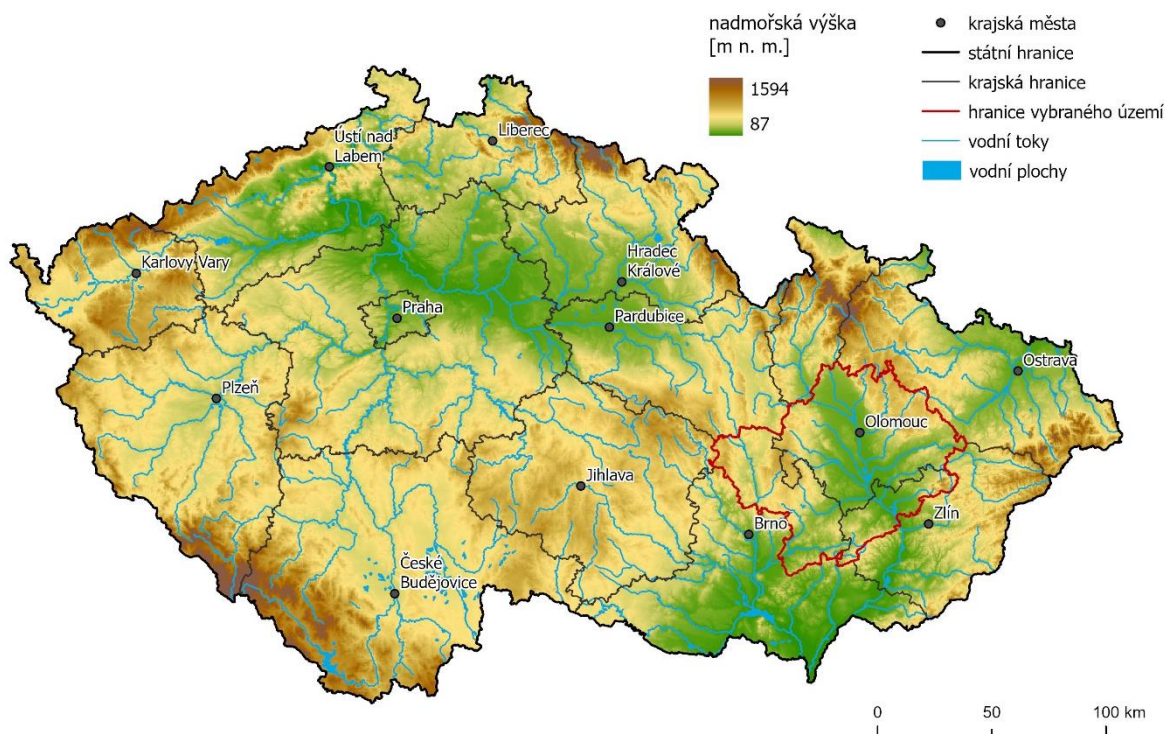 nadmořská výška
[m n. m.]
1594
87
krajská města
státní hranice
krajská hranice
hranice vybraného území
vodní toky
vodní plochy
Liberec
Ústí nad
Labem
Karlovy Vary
Hradec
Králové
Praha
Pardubice
Ostrava
Plzeň
Olomouc
Jihlava
Brno
Zlín
České
Budějovice
0 50 100 km